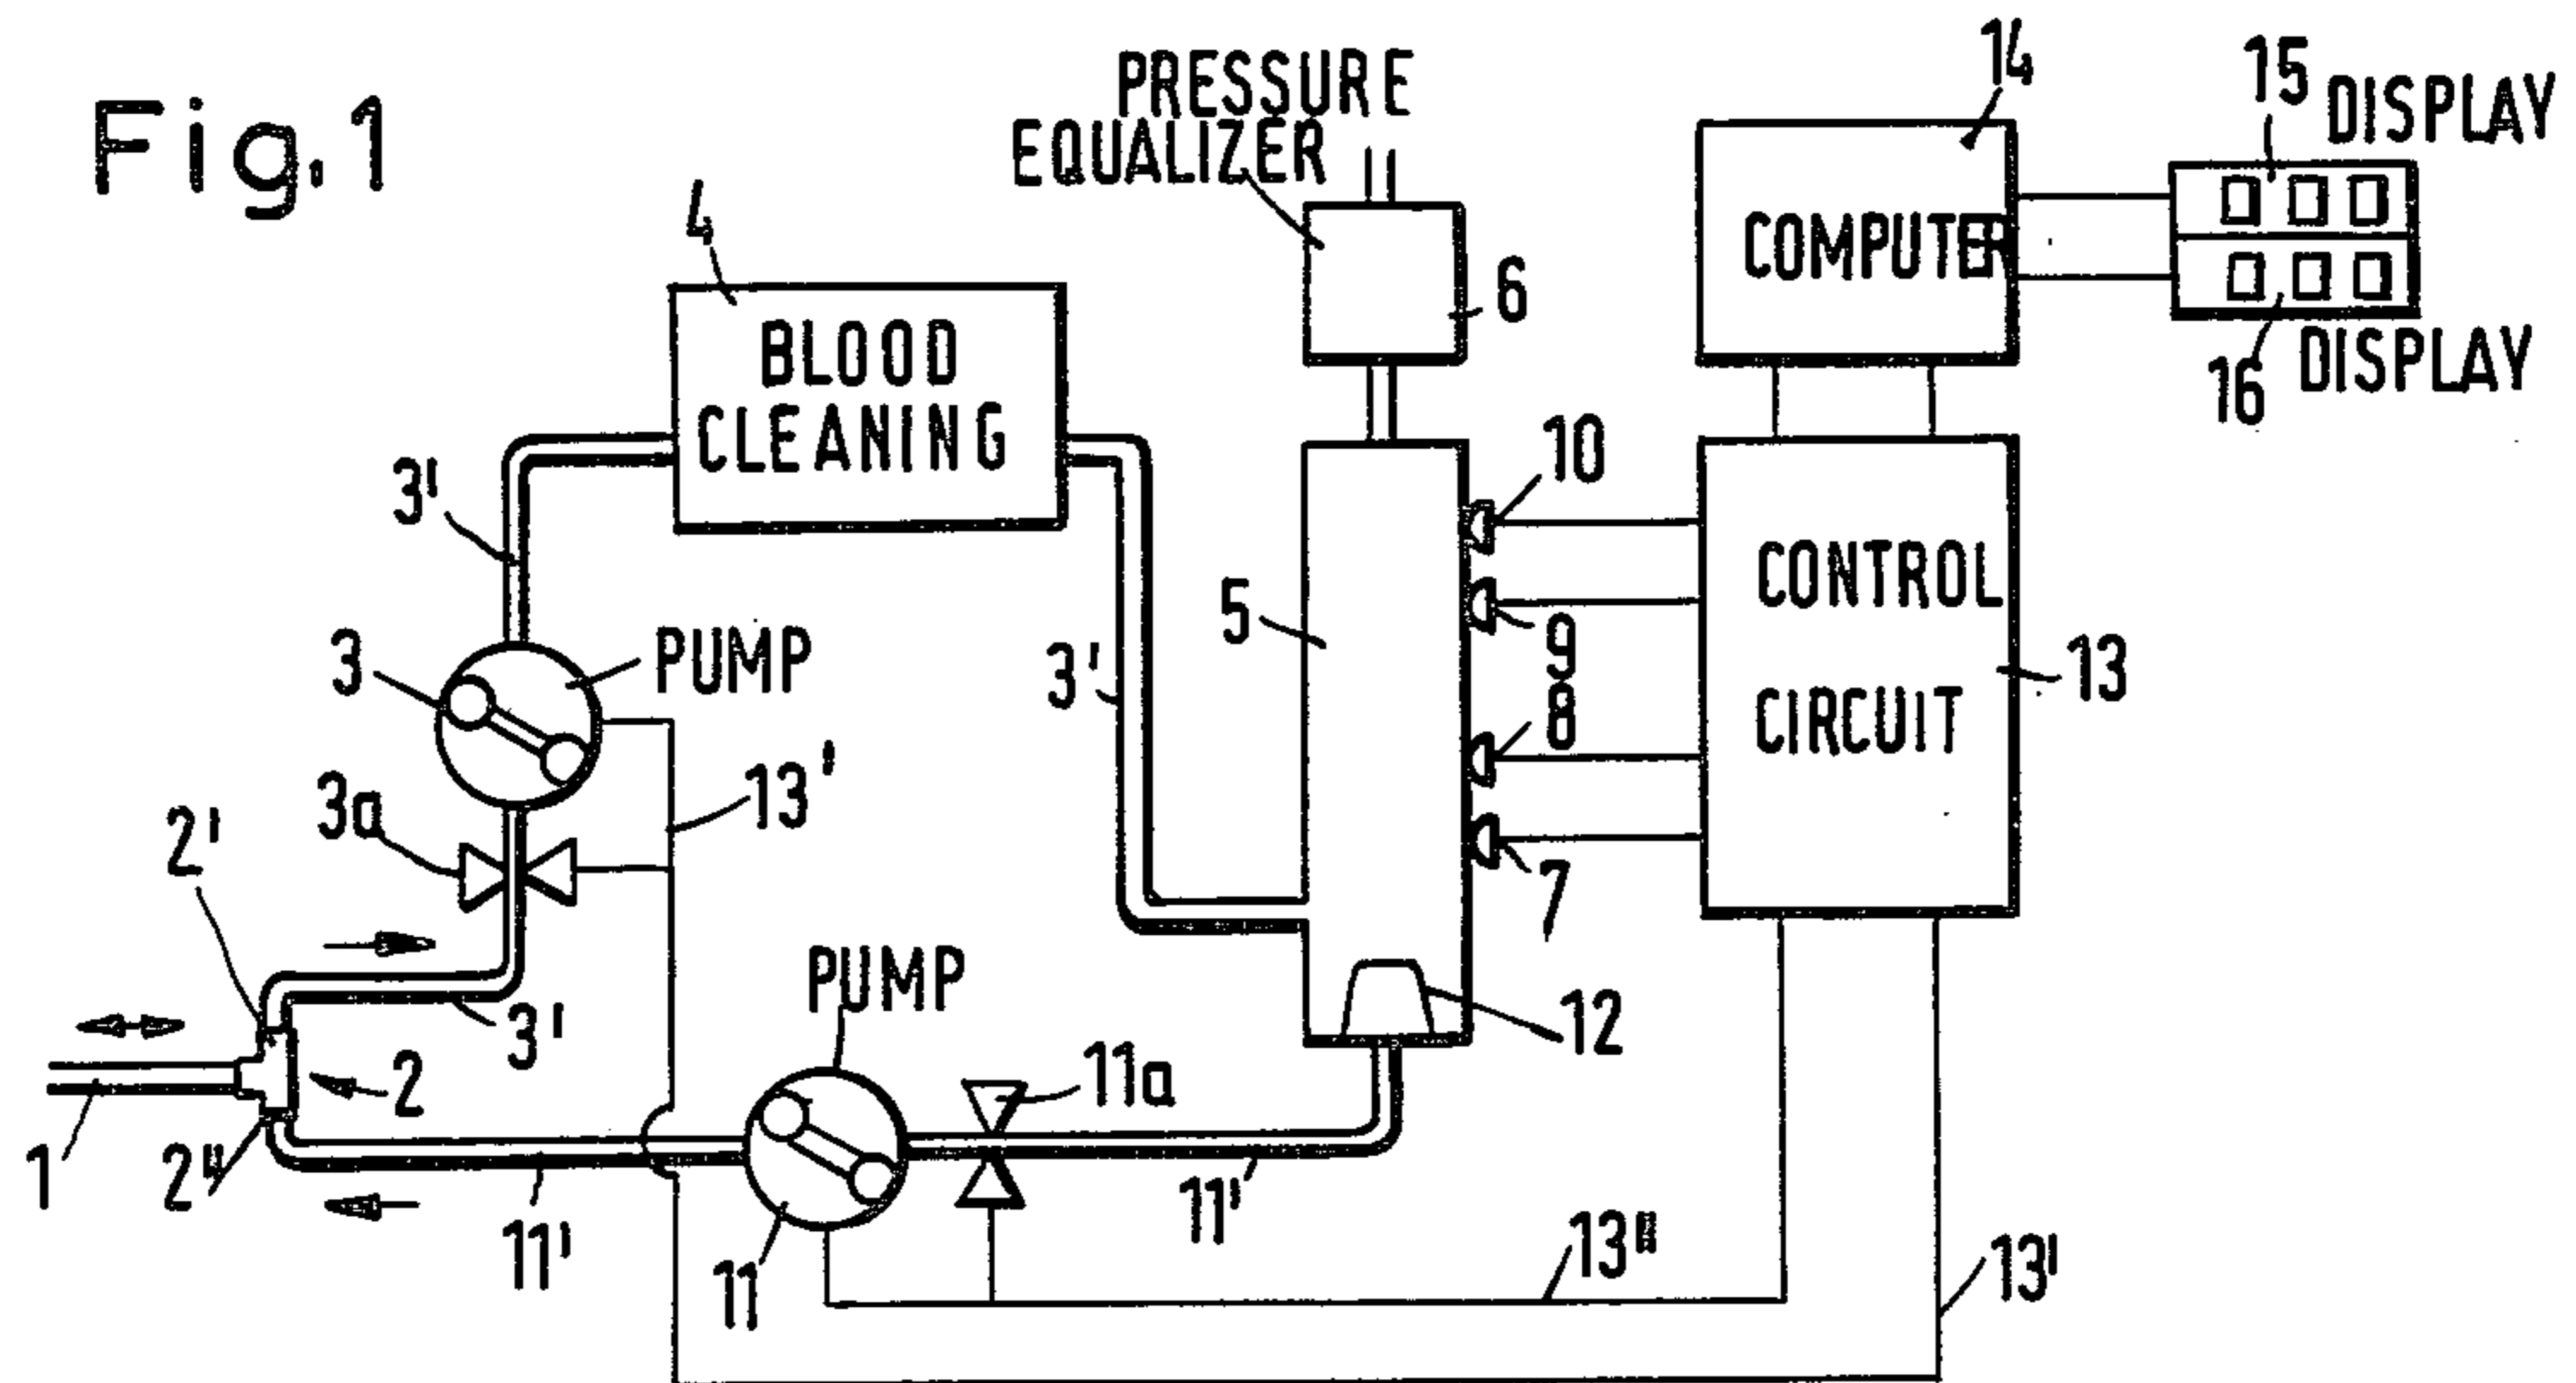 Fig.1
PRESSURE
EQUALIZER
14
15 DISPLAY
4
BLOOD
CLEANING
6
COMPUTER
16 DISPLAY
10
3'
5
9
CONTROL
CIRCUIT
3
PUMP
3'
8
13
3a
13'
7
2'
PUMP
3'
12
2
11a
1
2"
11'
11
11'
13"
13'